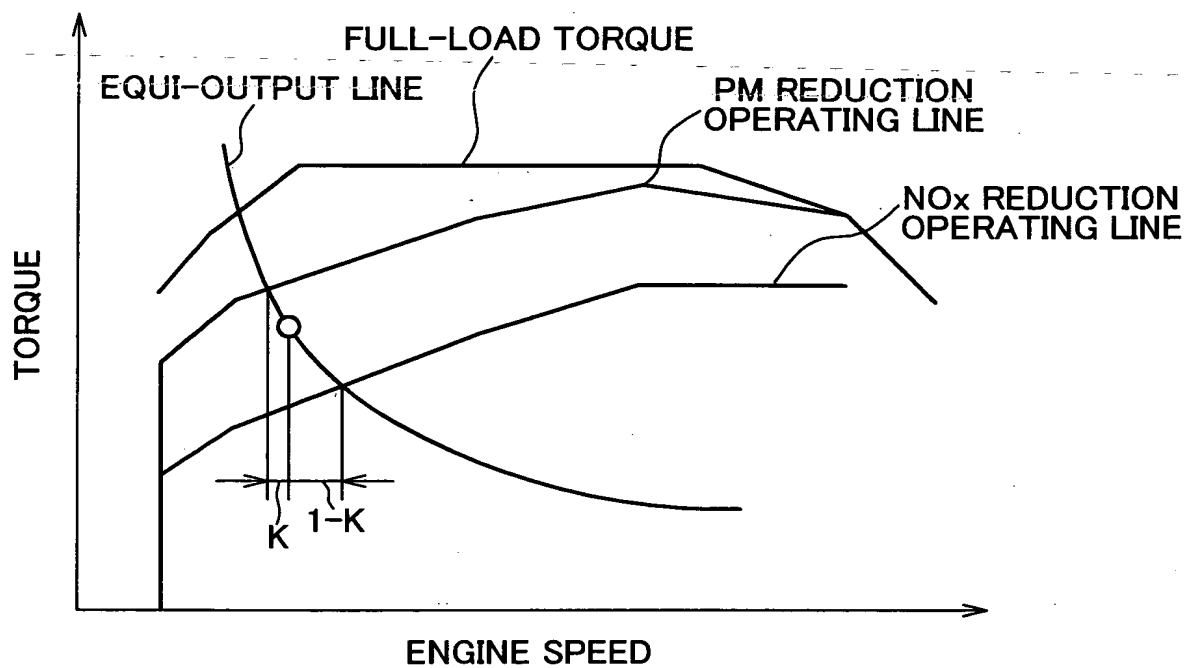 FULL-LOAD TORQUE
EQUI-OUTPUT LINE
PM REDUCTION
OPERATING LINE
NOx REDUCTION
OPERATING LINE
TORQUE
K
1-K
ENGINE SPEED